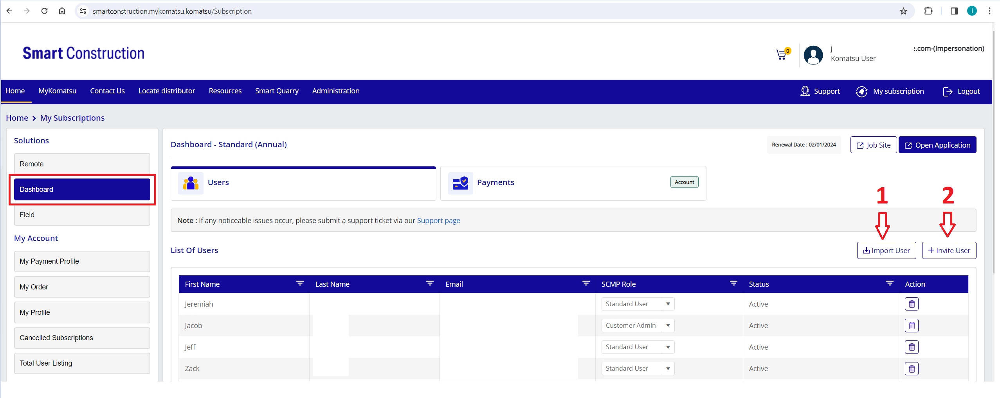 smartconstruction.mykomatsu.komatsu/Subscription
j
Smart Construction
0
j
e.com-(Impersonation)
Komatsu User
Home MyKomatsu Contact Us Locate distributor Resources Smart Quarry Administration Support My subscription Logout
Home > My Subscriptions
Solutions
Remote
Dashboard
Field
My Account
My Payment Profile
My Order
My Profile
Cancelled Subscriptions
Total User Listing
Dashboard - Standard (Annual)
Renewal Date : 02/01/2024
Job Site
Open Application
Users
Payments
Account
1
2
Note : If any noticeable issues occur, please submit a support ticket via our Support page
List Of Users
Import User
+ Invite User
First Name Last Name Email SCMP Role Status Action
Jeremiah Standard User Active
Jacob Customer Admin Active
Jeff Standard User Active
Zack Standard User Active